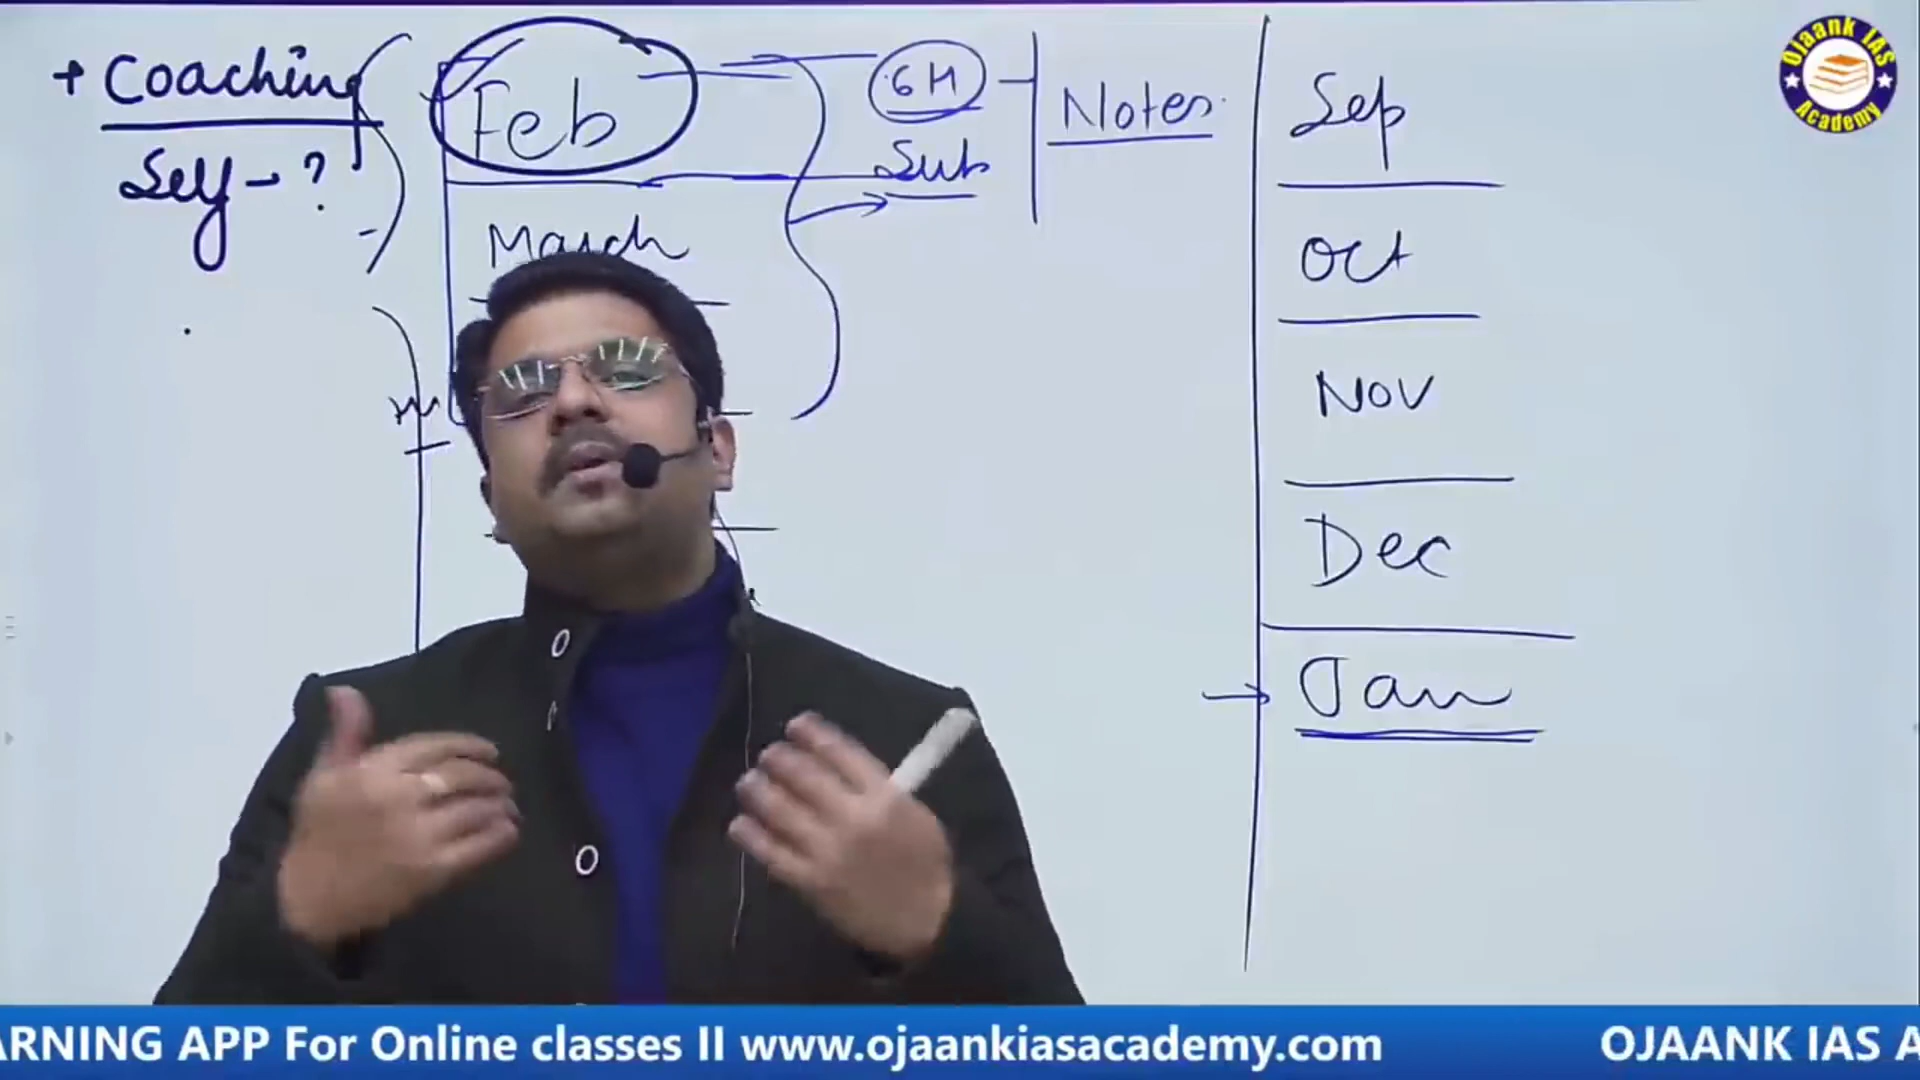 + Coaching
Self - ?
Feb
March
6 H
Sub
Notes
Sep
Oct
Nov
Dec
Jan
Ojaank IAS
Academy
ARNING APP For Online classes II www.ojaankiasacademy.com
OJAANK IAS A